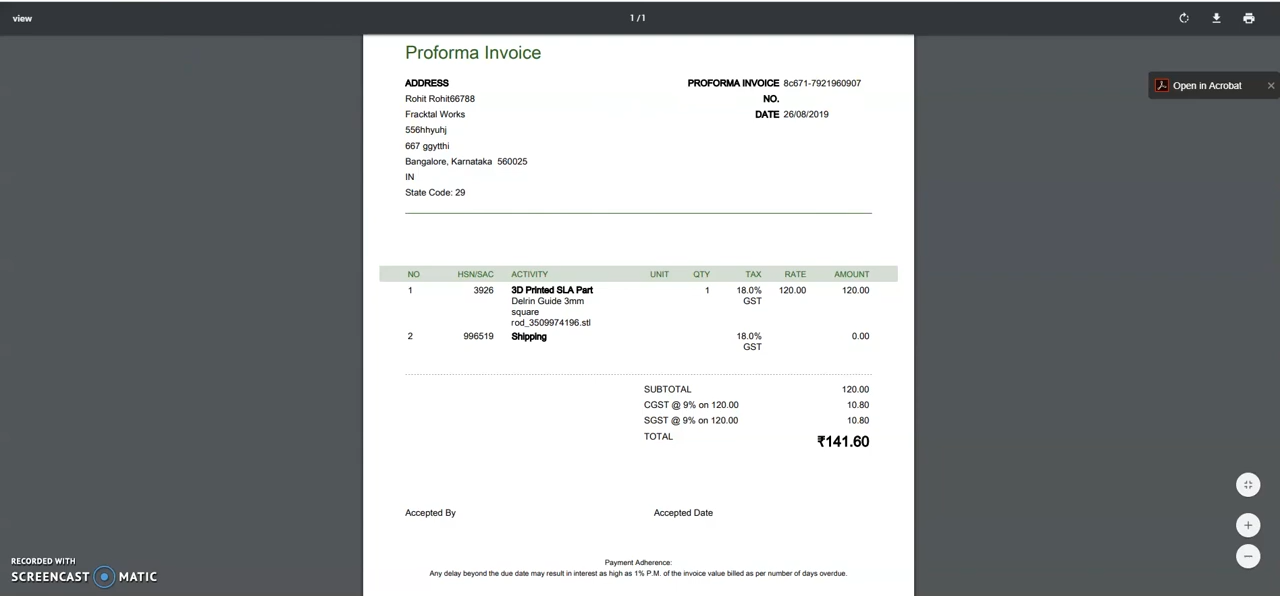 view
1 / 1
Open in Acrobat
Proforma Invoice
ADDRESS
Rohit Rohit66788
Fracktal Works
556hhyuhj
667 ggytthi
Bangalore, Karnataka 560025
IN
State Code: 29
PROFORMA INVOICE 8c671-7921960907
NO.
DATE 26/08/2019
NO HSN/SAC ACTIVITY UNIT QTY TAX RATE AMOUNT
1 3926 3D Printed SLA Part 1 18.0% 120.00 120.00
Delrin Guide 3mm GST
square
rod_3509974196.stl
2 996519 Shipping 18.0% 0.00
GST
SUBTOTAL 120.00
CGST @ 9% on 120.00 10.80
SGST @ 9% on 120.00 10.80
TOTAL ₹141.60
Accepted By Accepted Date
Payment Adherence:
Any delay beyond the due date may result in interest as high as 1% P.M. of the invoice value billed as per number of days overdue.
RECORDED WITH
SCREENCAST MATIC